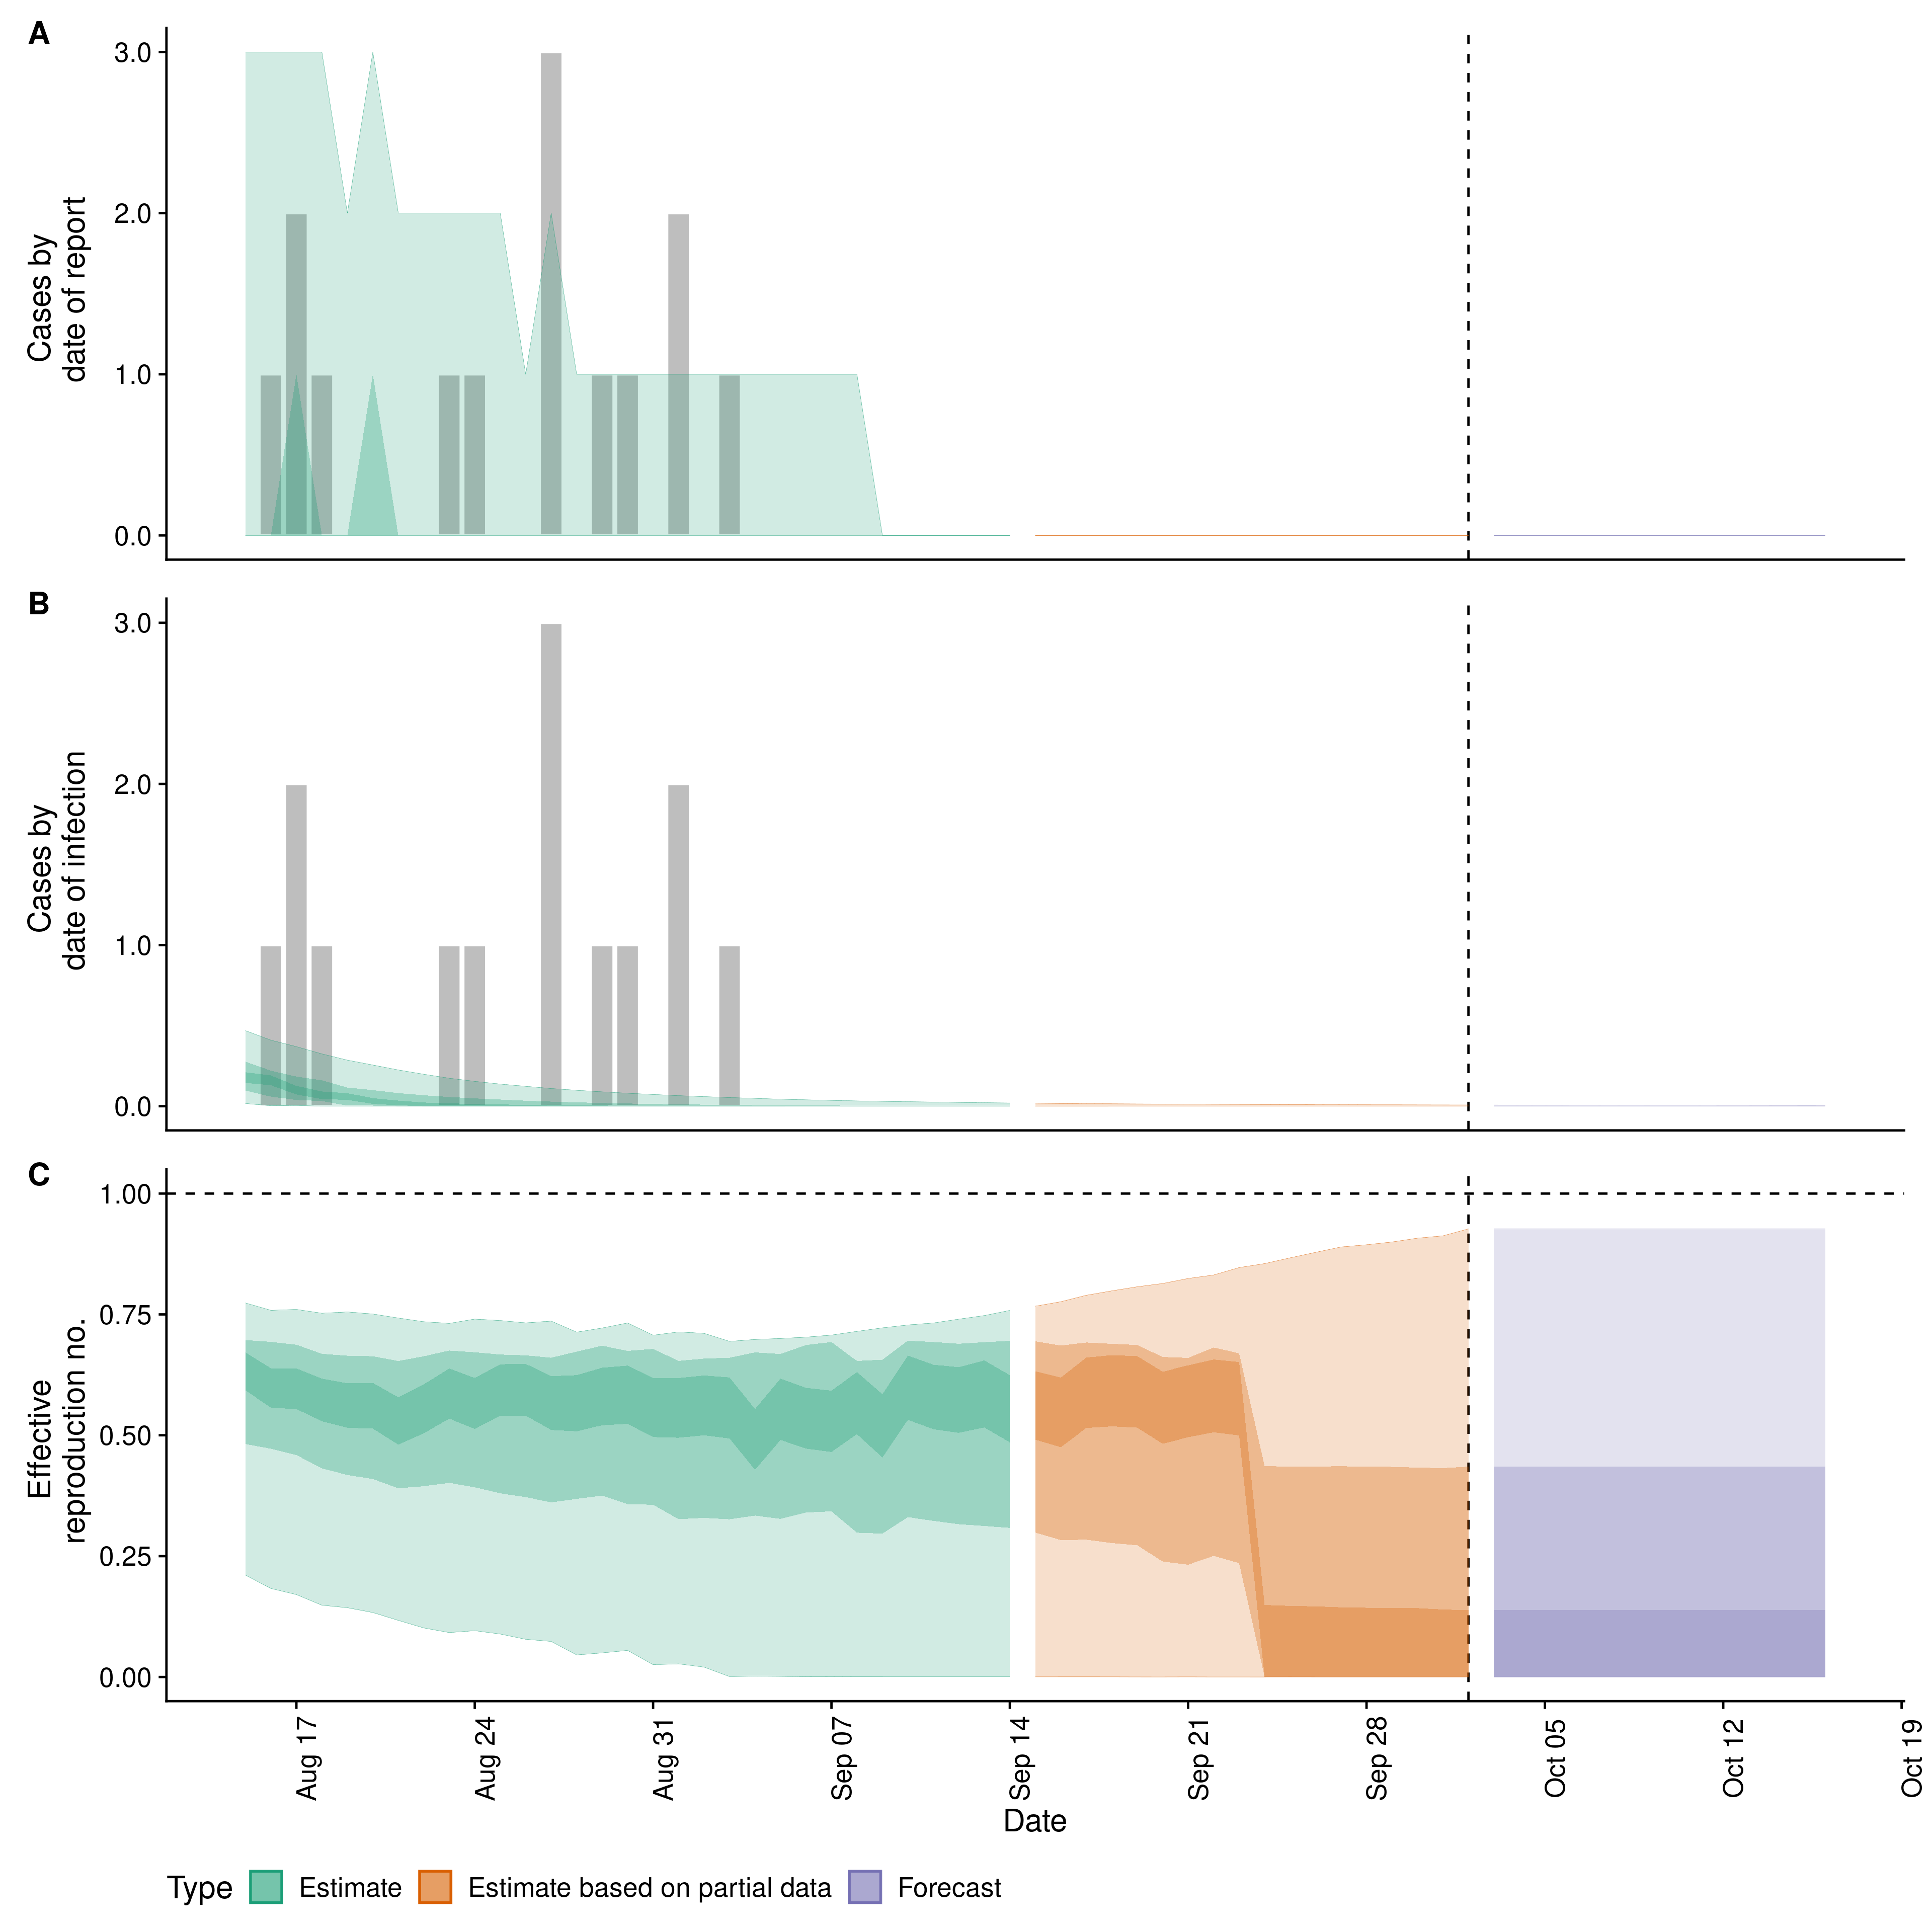 A
Cases by
date of report
3.0
2.0
1.0
0.0
B
Cases by
date of infection
3.0
2.0
1.0
0.0
C
Effective
reproduction no.
1.00
0.75
0.50
0.25
0.00
Aug 17
Aug 24
Aug 31
Sep 07
Sep 14
Sep 21
Sep 28
Oct 05
Oct 12
Oct 19
Date
Type Estimate Estimate based on partial data Forecast